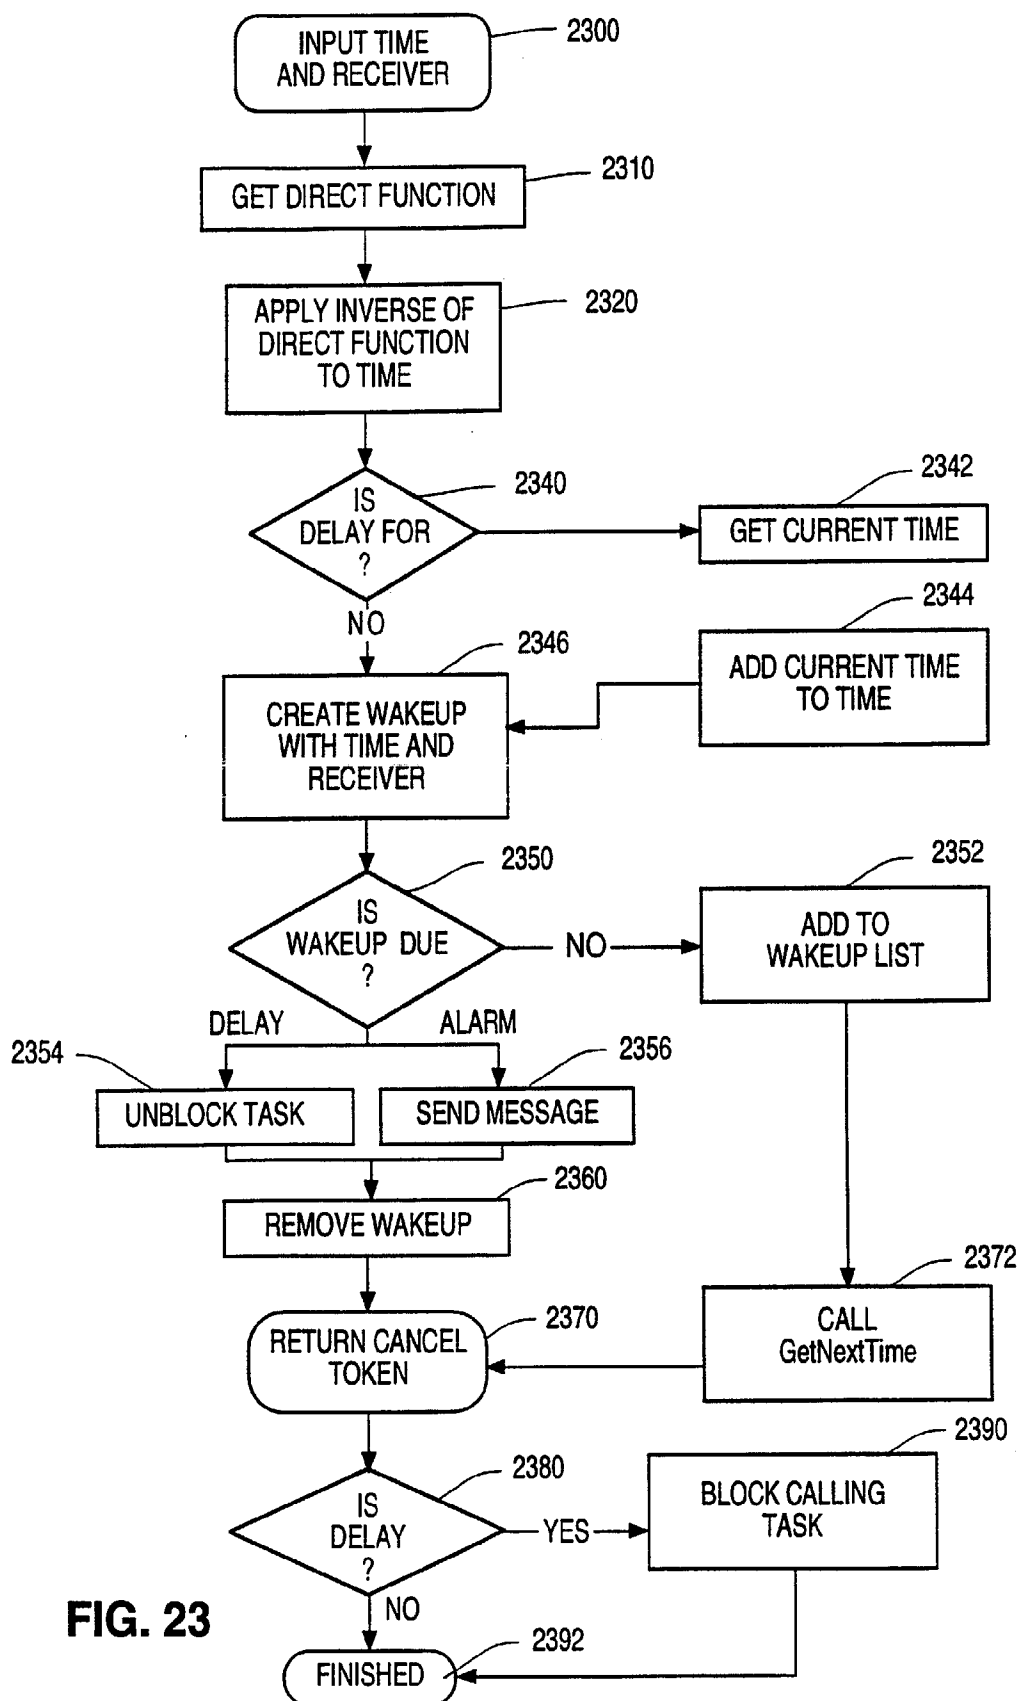 INPUT TIME
AND RECEIVER
2300
GET DIRECT FUNCTION
2310
APPLY INVERSE OF
DIRECT FUNCTION
TO TIME
2320
IS
DELAY FOR
?
2340
GET CURRENT TIME
2342
NO
ADD CURRENT TIME
TO TIME
2344
CREATE WAKEUP
WITH TIME AND
RECEIVER
2346
IS
WAKEUP DUE
?
2350
NO
ADD TO
WAKEUP LIST
2352
DELAY
ALARM
2354
UNBLOCK TASK
2356
SEND MESSAGE
2360
REMOVE WAKEUP
2372
CALL
GetNextTime
2370
RETURN CANCEL
TOKEN
2380
IS
DELAY
?
YES
2390
BLOCK CALLING
TASK
NO
FIG. 23
2392
FINISHED